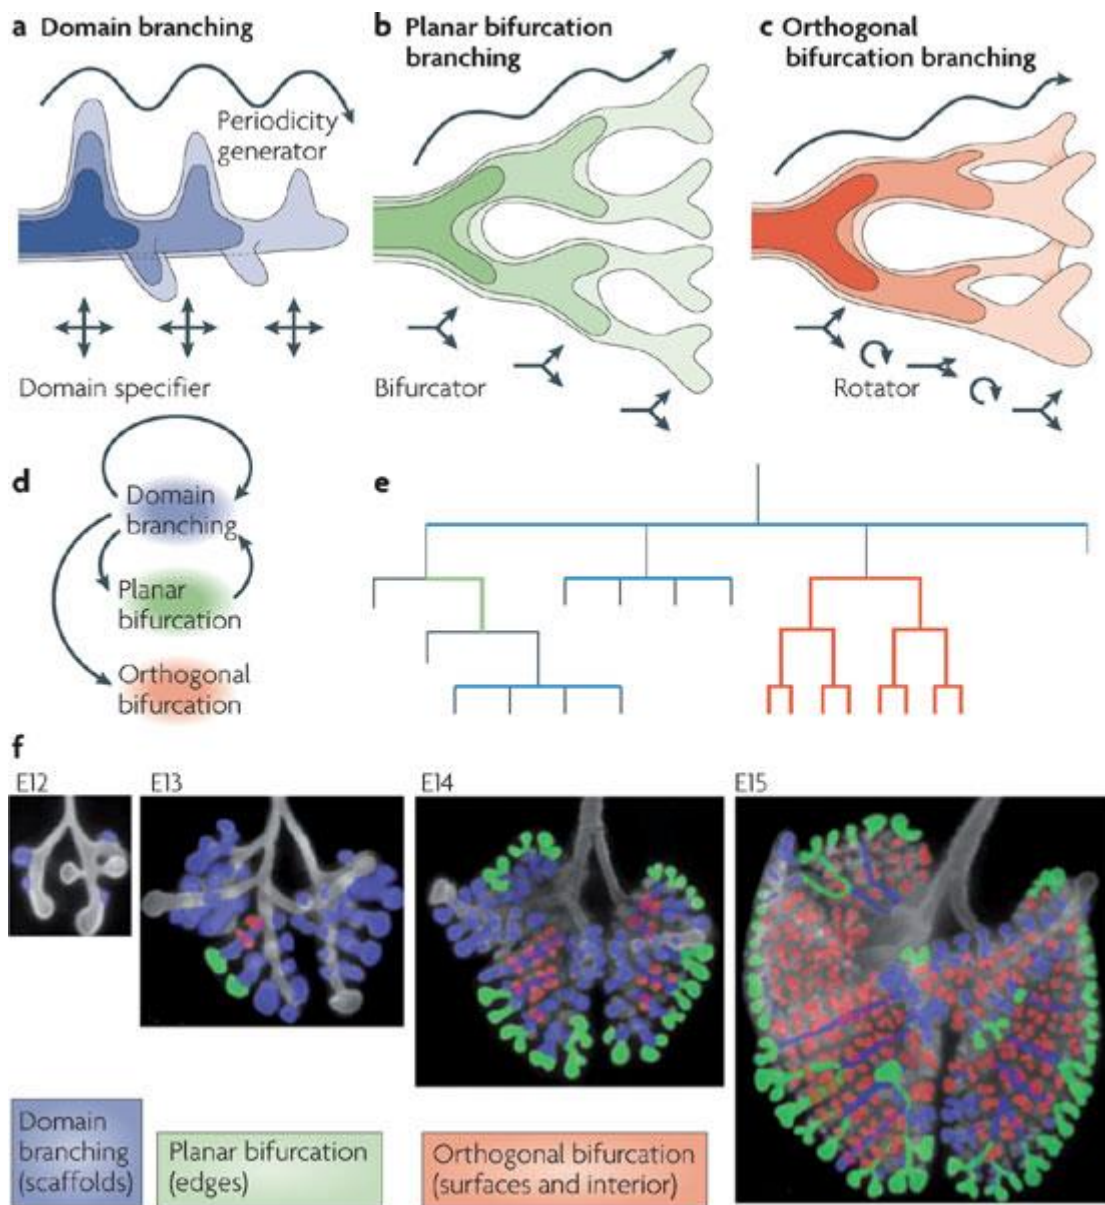 a Domain branching
b Planar bifurcation
branching
c Orthogonal
bifurcation branching
Periodicity
generator
Domain specifier
Bifurcator
Rotator
d
Domain
branching
Planar
bifurcation
Orthogonal
bifurcation
e
f
E12
E13
E14
E15
Domain
branching
(scaffolds)
Planar bifurcation
(edges)
Orthogonal bifurcation
(surfaces and interior)